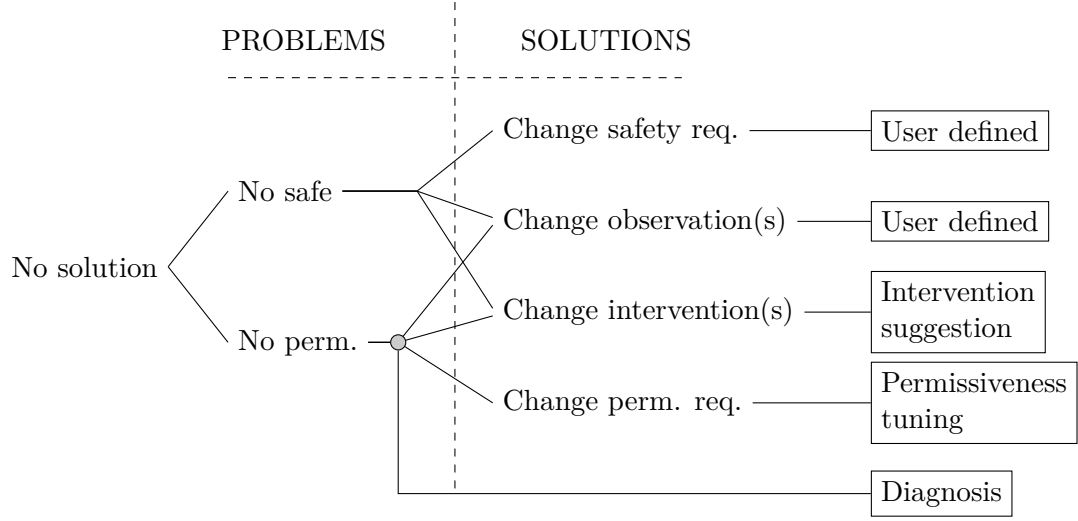 PROBLEMS
SOLUTIONS
Change safety req.
User defined
No safe
Change observation(s)
User defined
No solution
Change intervention(s)
Intervention
suggestion
No perm.
Change perm. req.
Permissiveness
tuning
Diagnosis